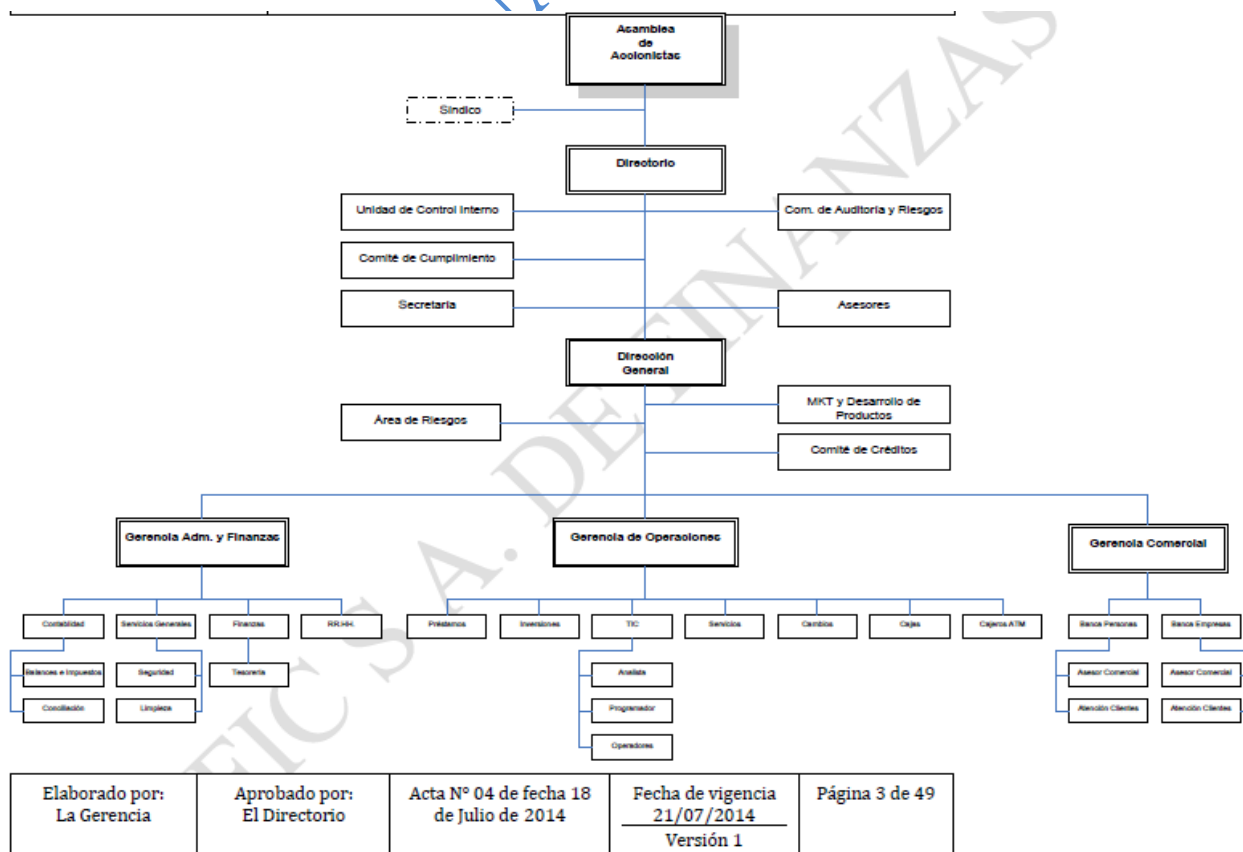 Asamblea
de
Accionistas
Síndico
Directorio
Unidad de Control Interno
Com. de Auditoría y Riesgos
Comité de Cumplimiento
Secretaría
Asesores
Dirección
General
MKT y Desarrollo de
Productos
Área de Riesgos
Comité de Créditos
Gerencia Adm. y Finanzas
Gerencia de Operaciones
Gerencia Comercial
Contabilidad
Servicios Generales
Finanzas
RR.HH.
Préstamos
Inversiones
TIC
Servicios
Cambios
Cajas
Cajeros ATM
Banca Personas
Banca Empresas
Balances e Impuestos
Seguridad
Tesorería
Analista
Asesor Comercial
Asesor Comercial
Conciliación
Limpieza
Programador
Atención Clientes
Atención Clientes
Operadores
FIC S A. DE FINANZAS
Elaborado por:
La Gerencia
Aprobado por:
El Directorio
Acta Nº 04 de fecha 18
de Julio de 2014
Fecha de vigencia
21/07/2014
Versión 1
Página 3 de 49